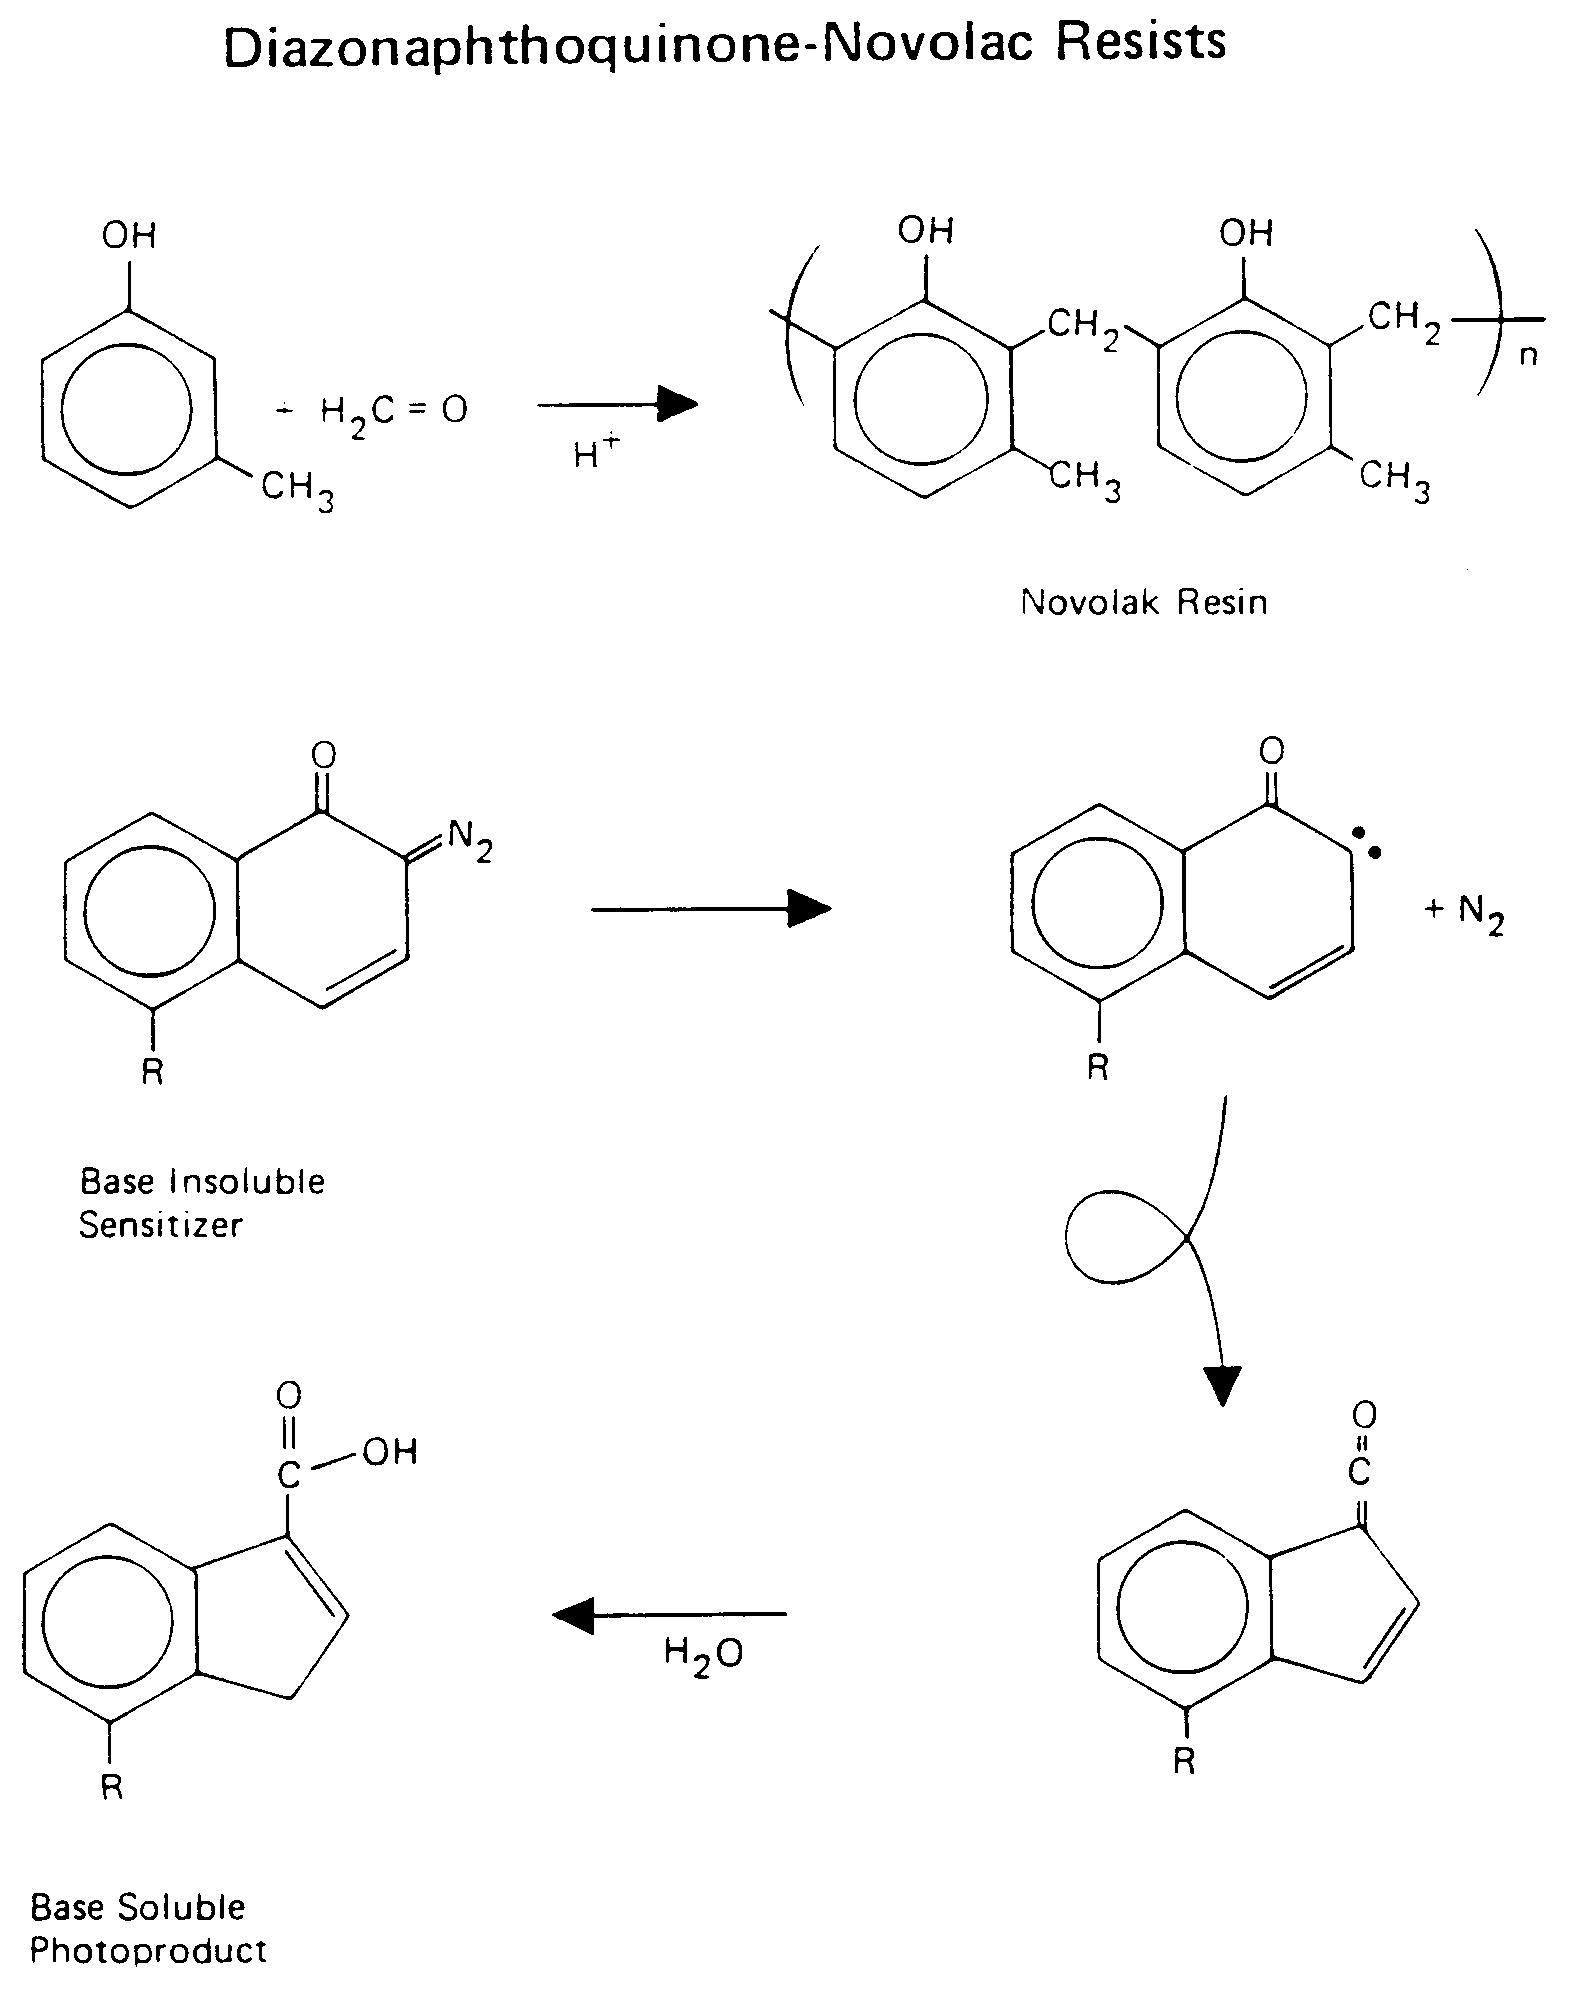 Diazonaphthoquinone-Novolac Resists
OH
+ H₂C = O
H⁺
CH₃
OH
OH
CH₂
CH₂
n
CH₃
CH₃
Novolak Resin
O
N₂
R
O
+ N₂
R
Base Insoluble
Sensitizer
O
C
OH
R
H₂O
O
C
R
Base Soluble
Photoproduct